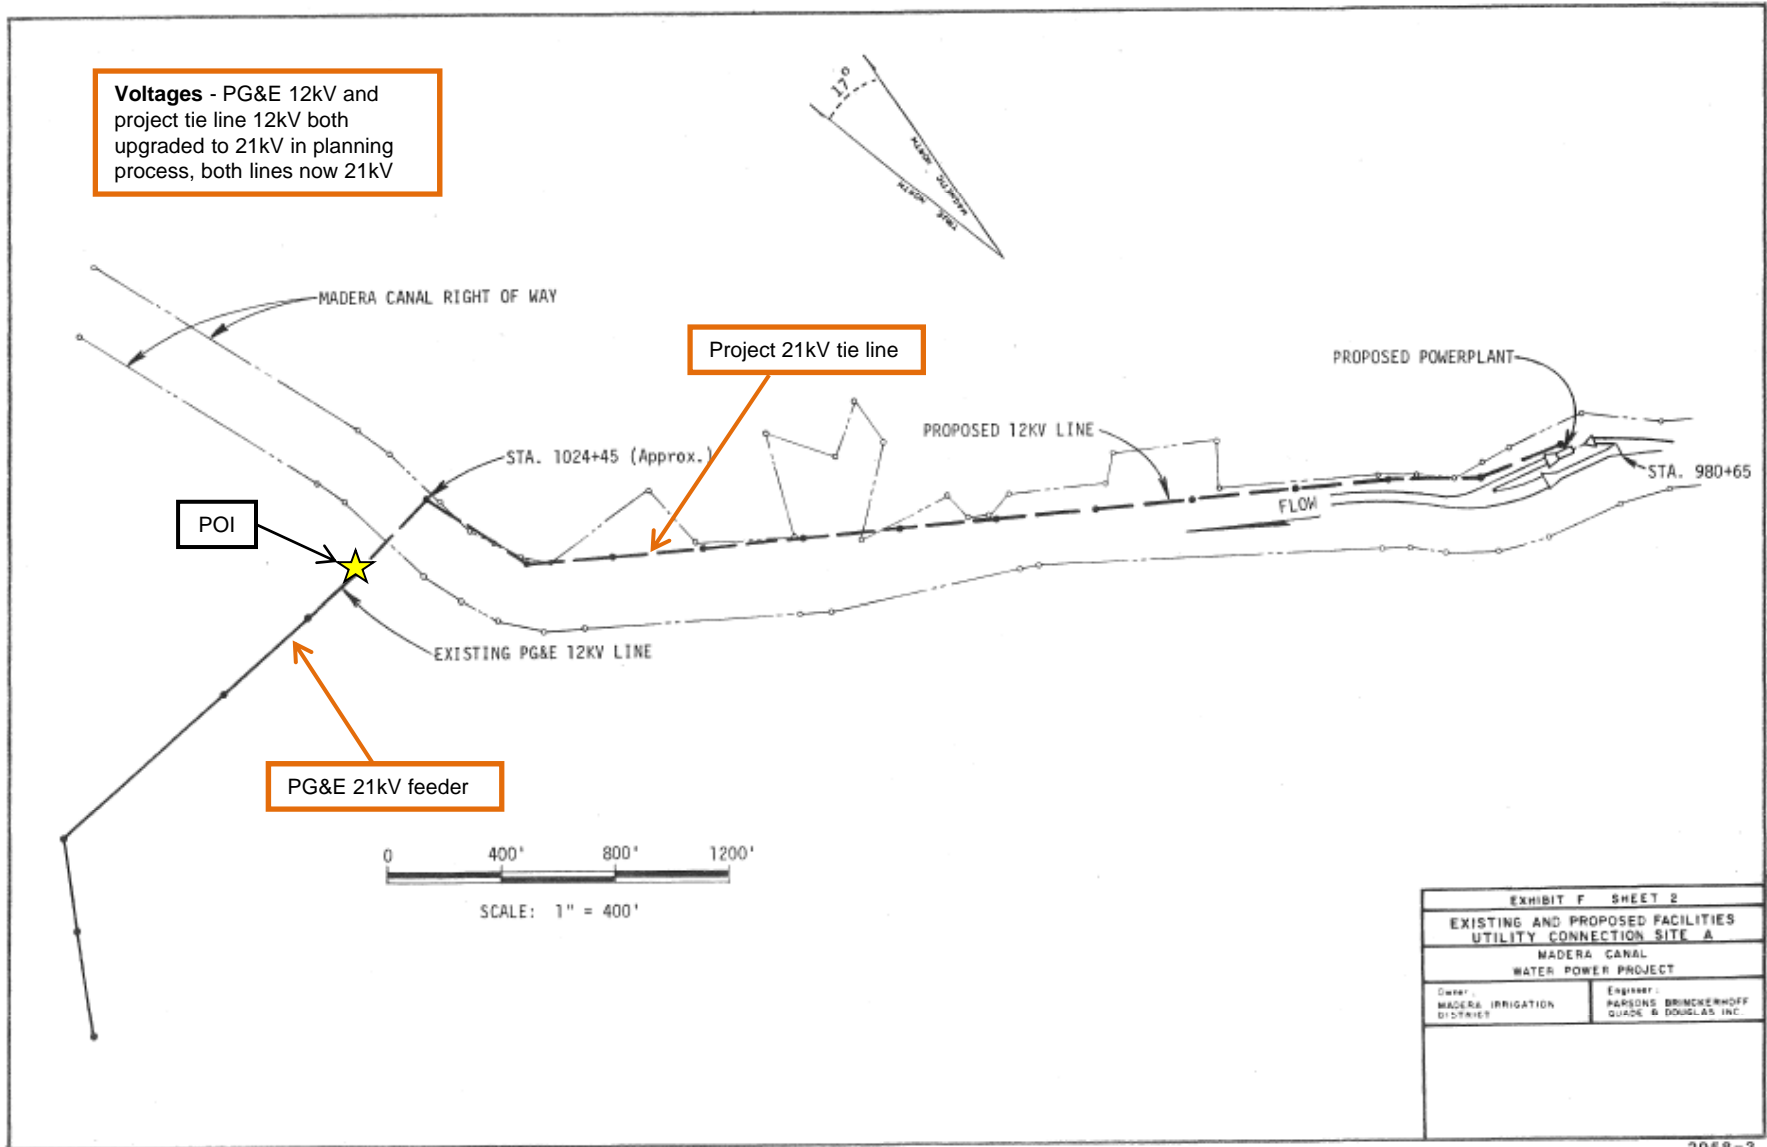 Voltages - PG&E 12kV and
project tie line 12kV both
upgraded to 21kV in planning
process, both lines now 21kV
17°
MAGNETIC NORTH
TRUE NORTH
MADERA CANAL RIGHT OF WAY
Project 21kV tie line
PROPOSED POWERPLANT
PROPOSED 12KV LINE
STA. 1024+45 (Approx.)
STA. 980+65
FLOW
POI
EXISTING PG&E 12KV LINE
PG&E 21kV feeder
0 400' 800' 1200'
SCALE: 1" = 400'
EXHIBIT F SHEET 2
EXISTING AND PROPOSED FACILITIES
UTILITY CONNECTION SITE A
MADERA CANAL
WATER POWER PROJECT
Owner:
MADERA IRRIGATION
DISTRICT
Engineer:
PARSONS BRINCKERHOFF
QUADE & DOUGLAS INC.